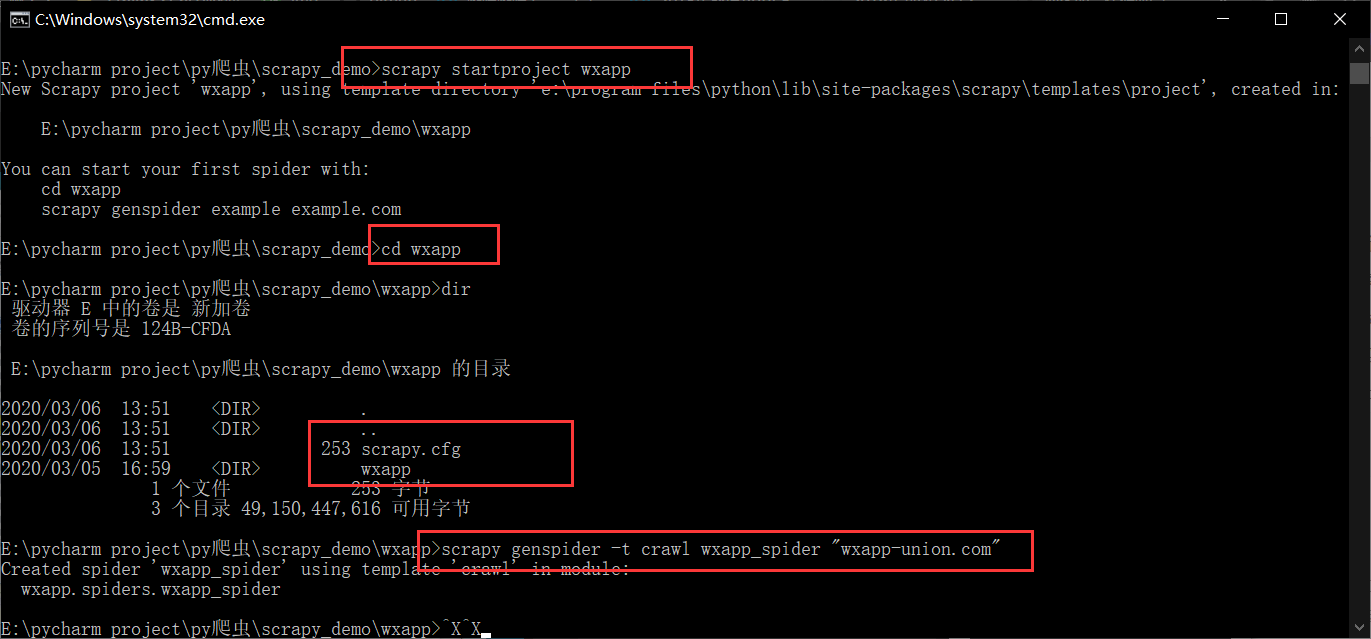 C:\Windows\system32\cmd.exe
E:\pycharm project\py爬虫\scrapy_demo>scrapy startproject wxapp
New Scrapy project 'wxapp', using template directory 'e:\program files\python\lib\site-packages\scrapy\templates\project', created in:
E:\pycharm project\py爬虫\scrapy_demo\wxapp
You can start your first spider with:
cd wxapp
scrapy genspider example example.com
E:\pycharm project\py爬虫\scrapy_demo>cd wxapp
E:\pycharm project\py爬虫\scrapy_demo\wxapp>dir
驱动器 E 中的卷是 新加卷
卷的序列号是 124B-CFDA
E:\pycharm project\py爬虫\scrapy_demo\wxapp 的目录
2020/03/06  13:51    <DIR>          .
2020/03/06  13:51    <DIR>          ..
2020/03/06  13:51               253 scrapy.cfg
2020/03/05  16:59    <DIR>          wxapp
1 个文件            253 字节
3 个目录 49,150,447,616 可用字节
E:\pycharm project\py爬虫\scrapy_demo\wxapp>scrapy genspider -t crawl wxapp_spider "wxapp-union.com"
Created spider 'wxapp_spider' using template 'crawl' in module:
wxapp.spiders.wxapp_spider
E:\pycharm project\py爬虫\scrapy_demo\wxapp>^X^X